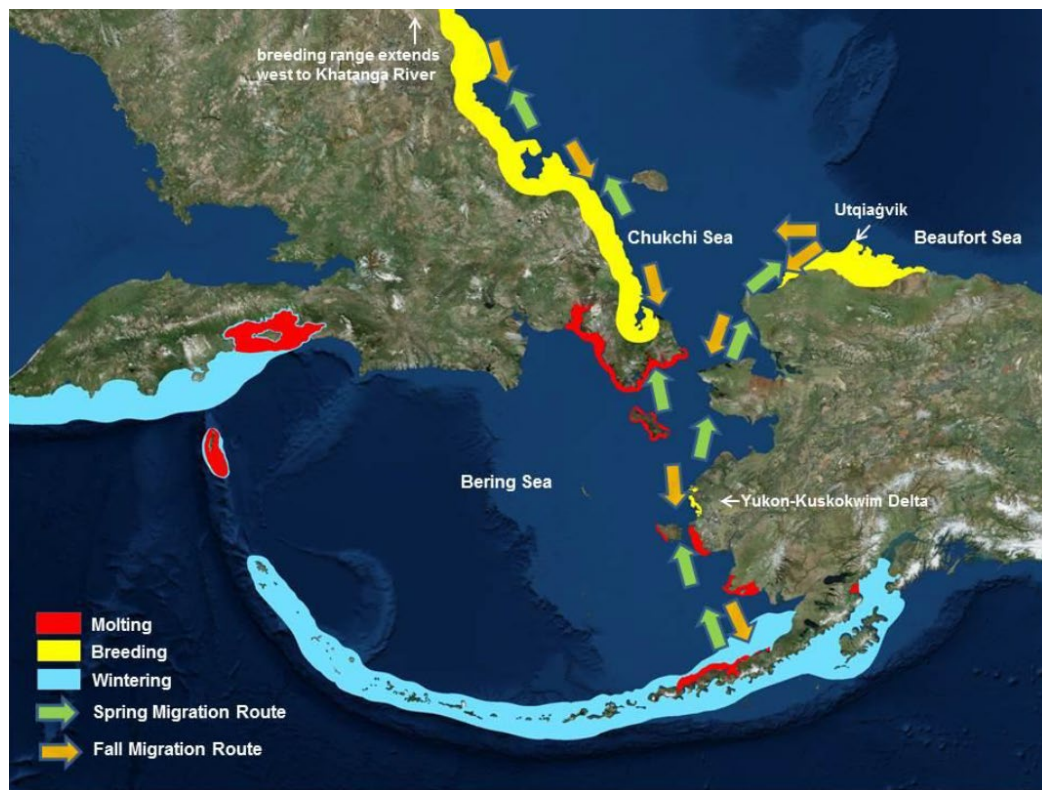 breeding range extends
west to Khatanga River
Utqiaġvik
Chukchi Sea
Beaufort Sea
Bering Sea
Yukon-Kuskokwim Delta
Molting
Breeding
Wintering
Spring Migration Route
Fall Migration Route